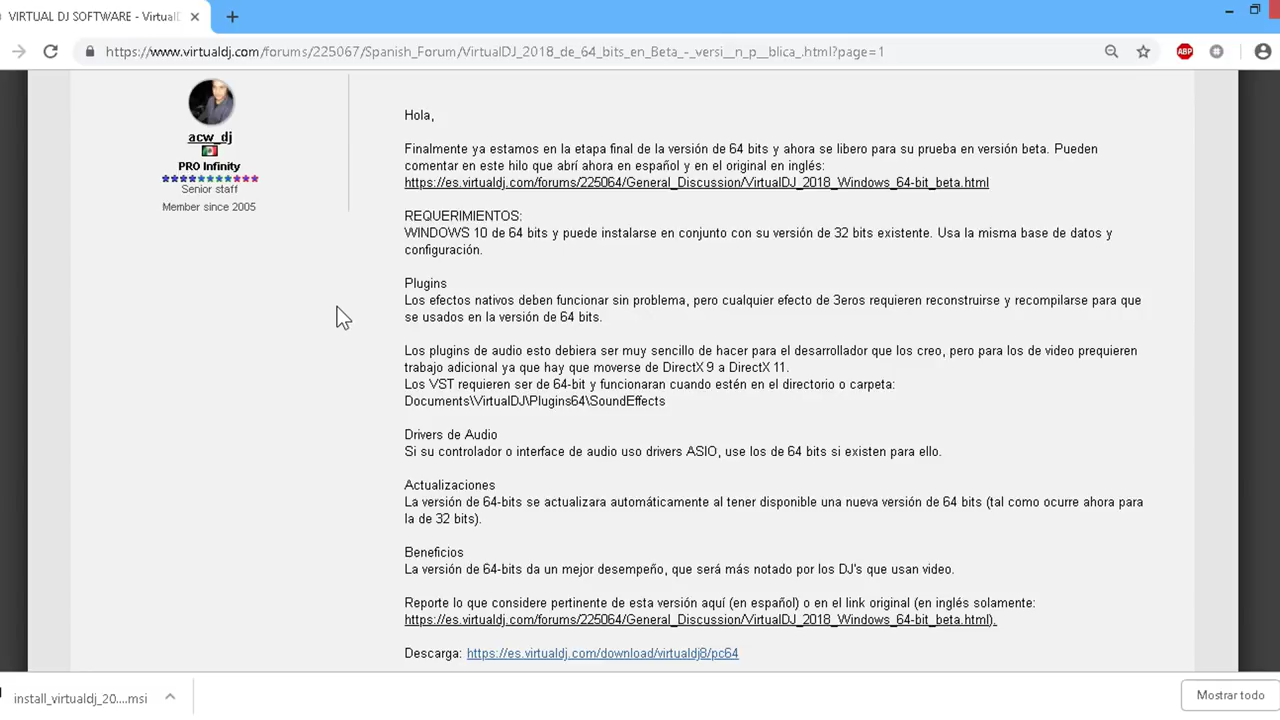 VIRTUAL DJ SOFTWARE - Virtual
https://www.virtualdj.com/forums/225067/Spanish_Forum/VirtualDJ_2018_de_64_bits_en_Beta_-_versi__n_p__blica_.html?page=1
ABP
acw_dj
PRO Infinity
Senior staff
Member since 2005
Hola,
Finalmente ya estamos en la etapa final de la versión de 64 bits y ahora se libero para su prueba en versión beta. Pueden
comentar en este hilo que abrí ahora en español y en el original en inglés:
https://es.virtualdj.com/forums/225064/General_Discussion/VirtualDJ_2018_Windows_64-bit_beta.html
REQUERIMIENTOS:
WINDOWS 10 de 64 bits y puede instalarse en conjunto con su versión de 32 bits existente. Usa la misma base de datos y
configuración.
Plugins
Los efectos nativos deben funcionar sin problema, pero cualquier efecto de 3eros requieren reconstruirse y recompilarse para que
se usados en la versión de 64 bits.
Los plugins de audio esto debiera ser muy sencillo de hacer para el desarrollador que los creo, pero para los de video prequieren
trabajo adicional ya que hay que moverse de DirectX 9 a DirectX 11.
Los VST requieren ser de 64-bit y funcionaran cuando estén en el directorio o carpeta:
Documents\VirtualDJ\Plugins64\SoundEffects
Drivers de Audio
Si su controlador o interface de audio uso drivers ASIO, use los de 64 bits si existen para ello.
Actualizaciones
La versión de 64-bits se actualizara automáticamente al tener disponible una nueva versión de 64 bits (tal como ocurre ahora para
la de 32 bits).
Beneficios
La versión de 64-bits da un mejor desempeño, que será más notado por los DJ's que usan video.
Reporte lo que considere pertinente de esta versión aquí (en español) o en el link original (en inglés solamente:
https://es.virtualdj.com/forums/225064/General_Discussion/VirtualDJ_2018_Windows_64-bit_beta.html).
Descarga: https://es.virtualdj.com/download/virtualdj8/pc64
install_virtualdj_20....msi
Mostrar todo